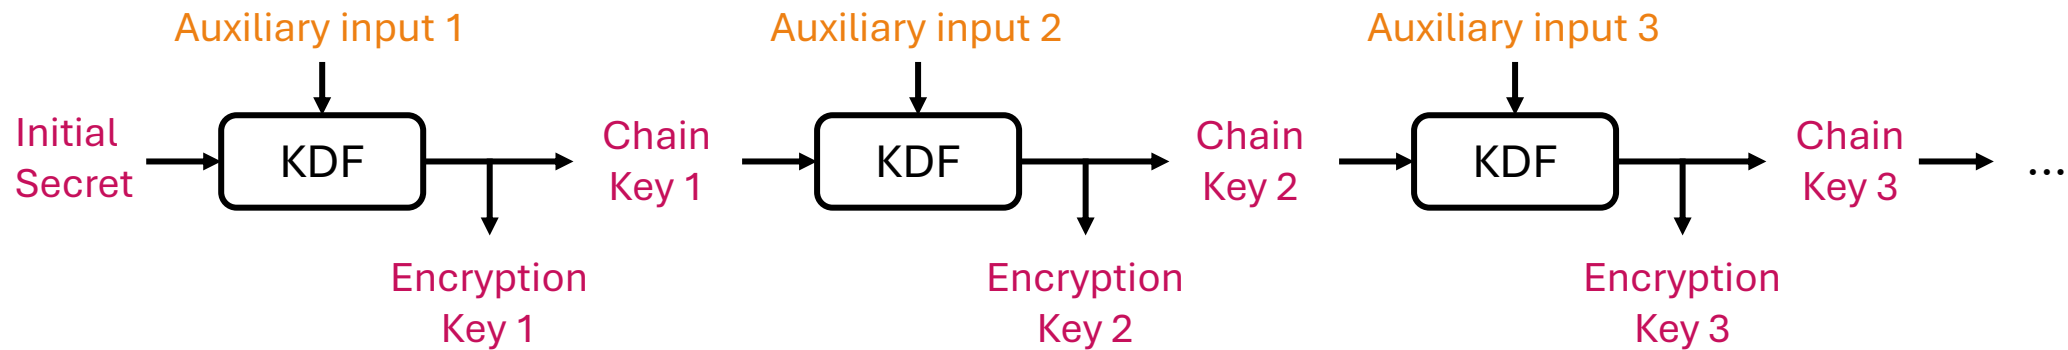 Auxiliary input 1
Auxiliary input 2
Auxiliary input 3
Initial
Secret
KDF
Chain
Key 1
KDF
Chain
Key 2
KDF
Chain
Key 3
...
Encryption
Key 1
Encryption
Key 2
Encryption
Key 3